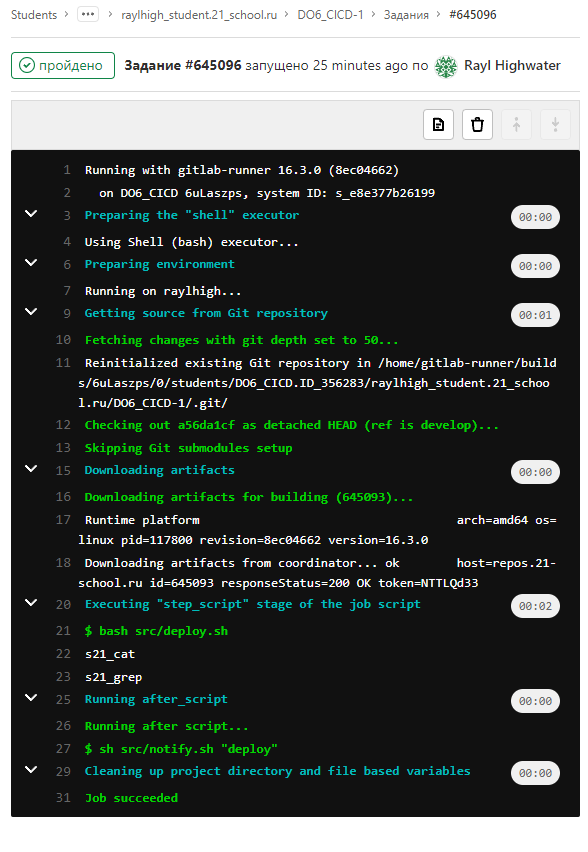 Students > ••• > raylhigh_student.21_school.ru > DO6_CICD-1 > Задания > #645096
пройдено Задание #645096 запущено 25 minutes ago по Rayl Highwater
1 Running with gitlab-runner 16.3.0 (8ec04662)
2 on DO6_CICD 6uLaszps, system ID: s_e8e377b26199
3 Preparing the "shell" executor 00:00
4 Using Shell (bash) executor...
6 Preparing environment 00:00
7 Running on raylhigh...
9 Getting source from Git repository 00:01
10 Fetching changes with git depth set to 50...
11 Reinitialized existing Git repository in /home/gitlab-runner/build
s/6uLaszps/0/students/DO6_CICD.ID_356283/raylhigh_student.21_schoo
l.ru/DO6_CICD-1/.git/
12 Checking out a56da1cf as detached HEAD (ref is develop)...
13 Skipping Git submodules setup
15 Downloading artifacts 00:00
16 Downloading artifacts for building (645093)...
17 Runtime platform arch=amd64 os=
linux pid=117800 revision=8ec04662 version=16.3.0
18 Downloading artifacts from coordinator... ok host=repos.21-
school.ru id=645093 responseStatus=200 OK token=NTTLQd33
20 Executing "step_script" stage of the job script 00:02
21 $ bash src/deploy.sh
22 s21_cat
23 s21_grep
25 Running after_script 00:00
26 Running after script...
27 $ sh src/notify.sh "deploy"
29 Cleaning up project directory and file based variables 00:00
31 Job succeeded